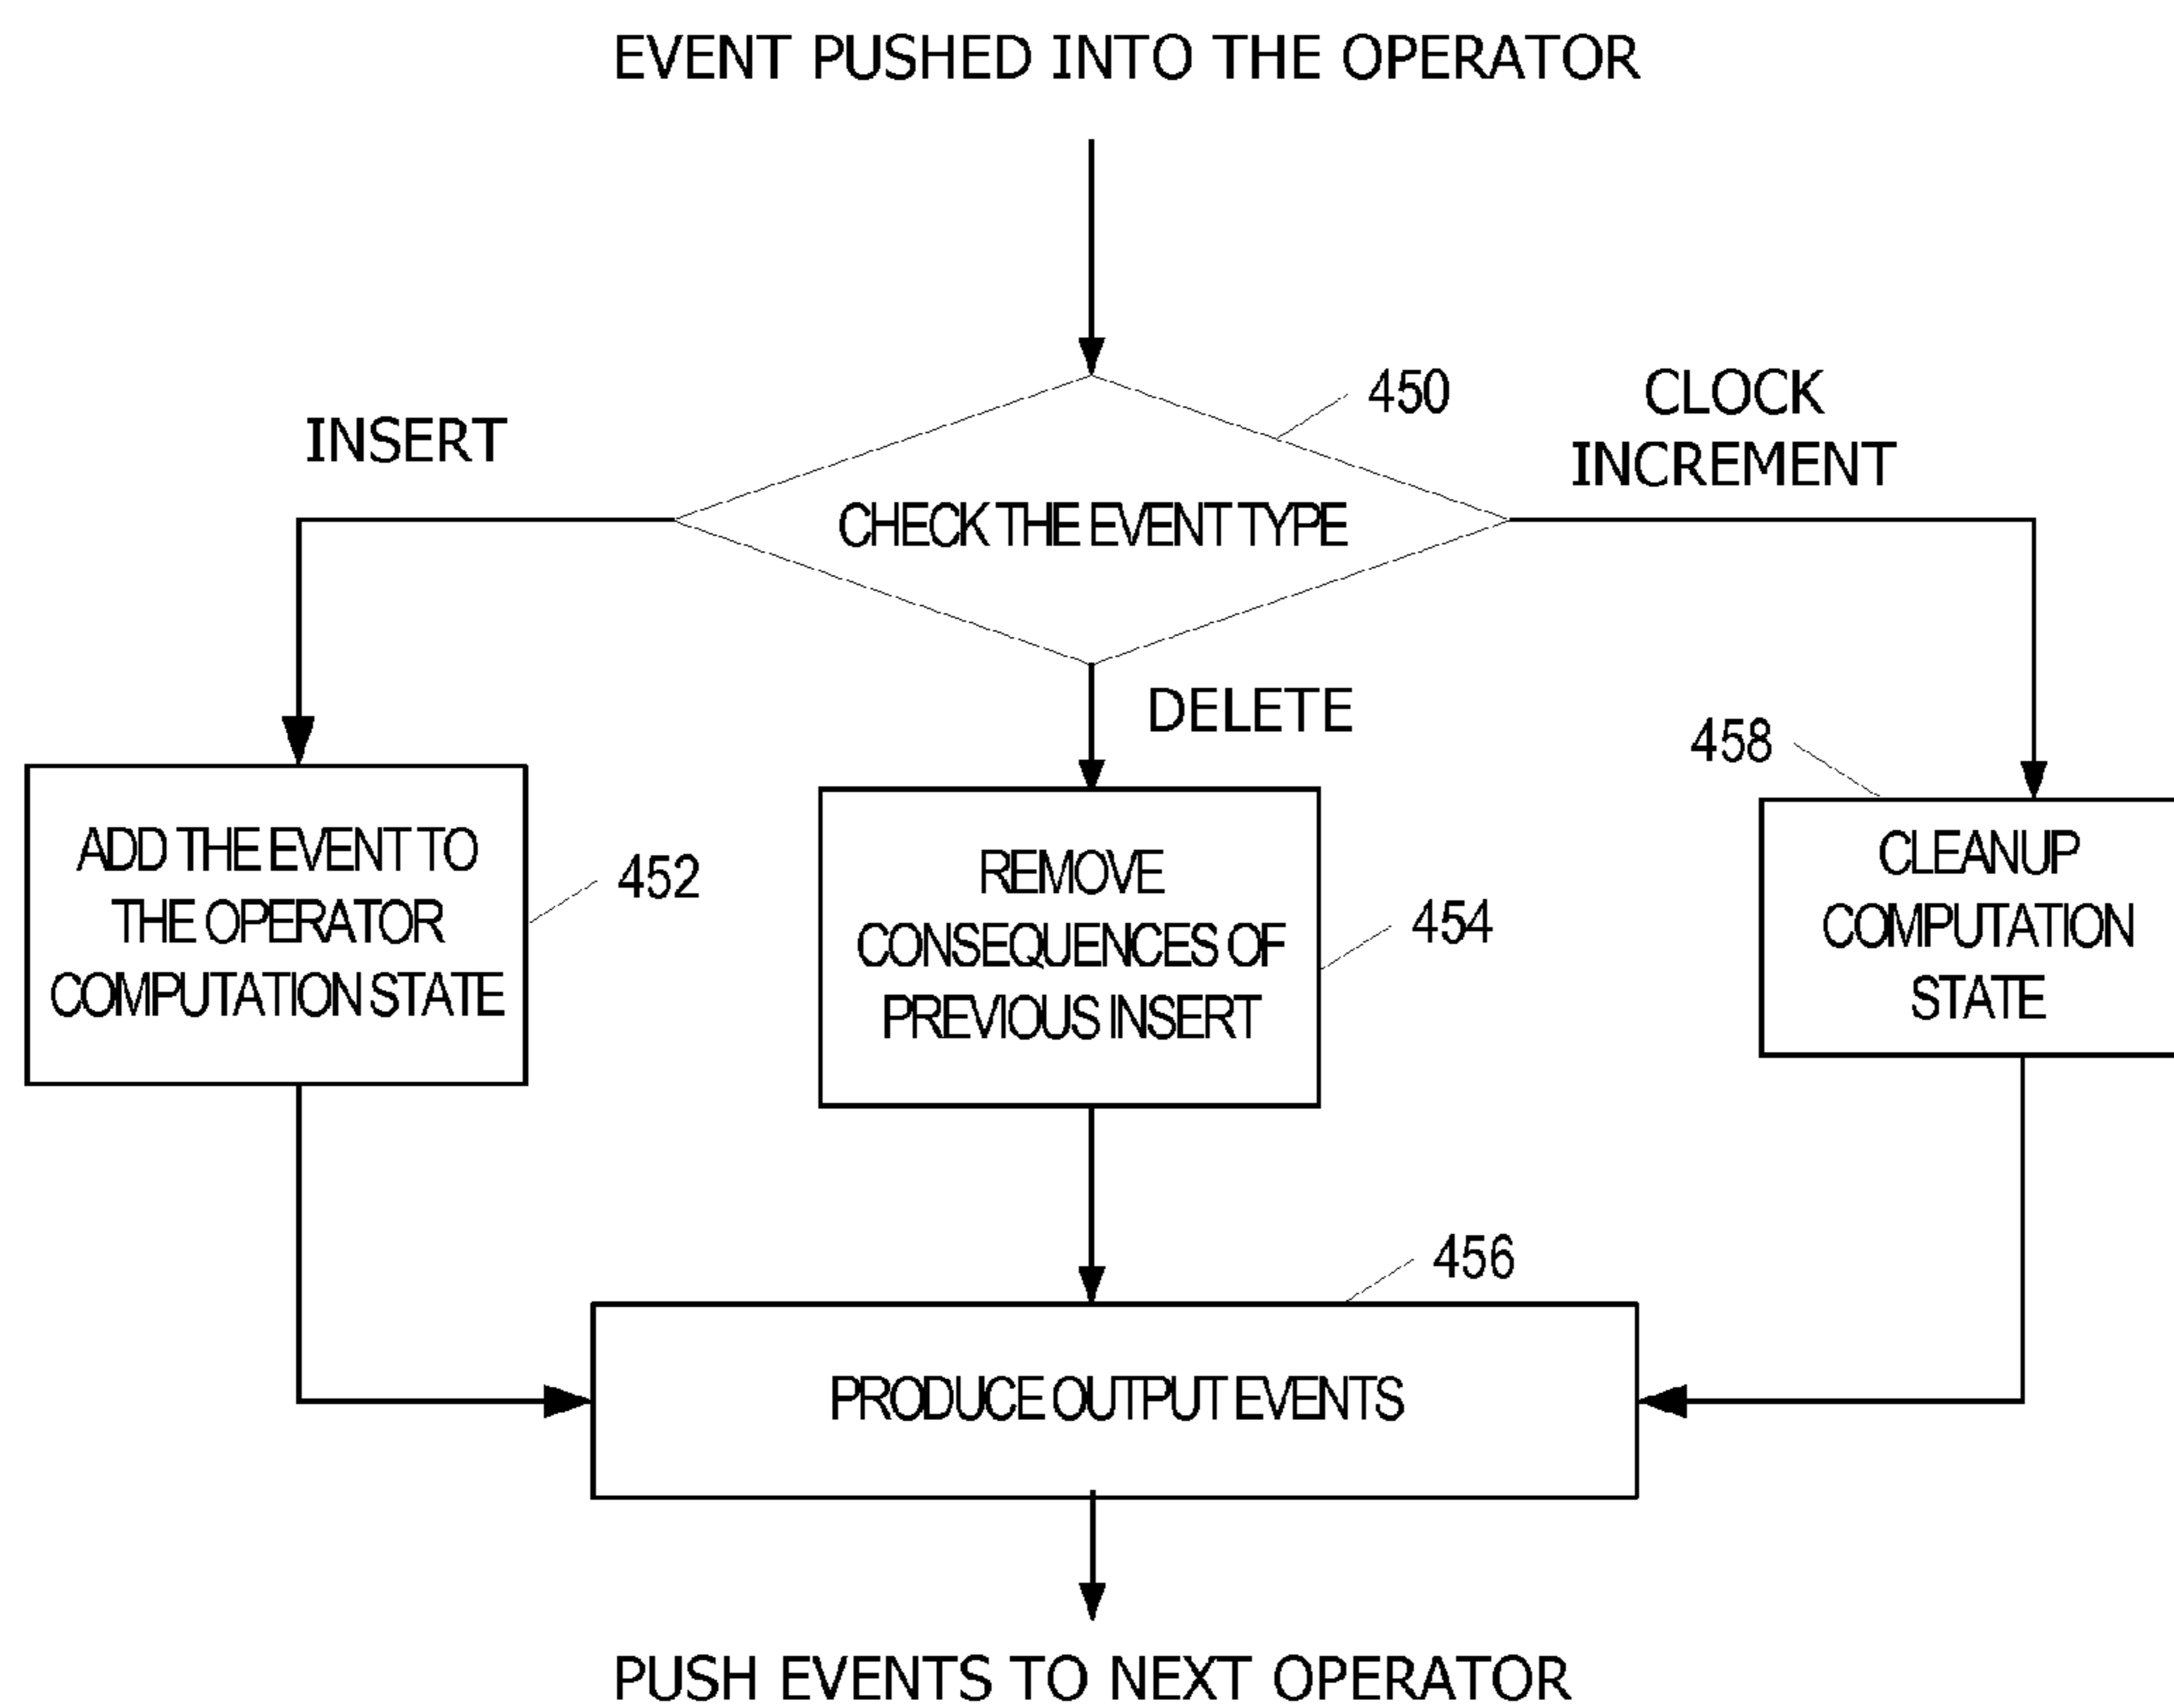 EVENT PUSHED INTO THE OPERATOR
450
CLOCK
INCREMENT
INSERT
CHECK THE EVENT TYPE
DELETE
458
ADD THE EVENT TO
THE OPERATOR
COMPUTATION STATE
452
REMOVE
CONSEQUENCES OF
PREVIOUS INSERT
454
CLEANUP
COMPUTATION
STATE
456
PRODUCE OUTPUT EVENTS
PUSH EVENTS TO NEXT OPERATOR